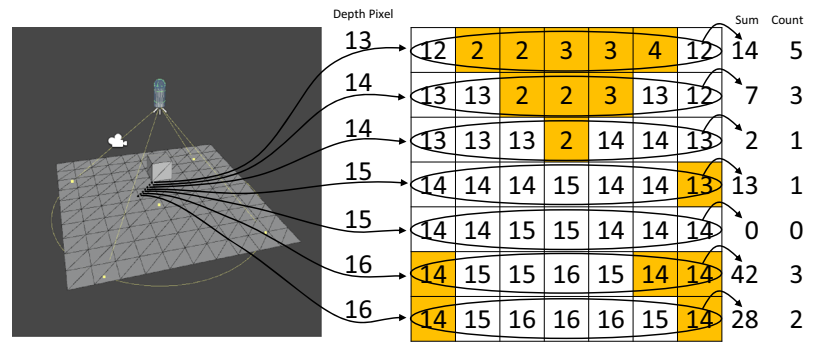 Depth Pixel Sum Count
13 12 2 2 3 3 4 12 14 5
14 13 13 2 2 3 13 12 7 3
14 13 13 13 2 14 14 13 2 1
15 14 14 14 15 14 14 13 13 1
15 14 14 15 15 14 14 14 0 0
16 14 15 15 16 15 14 14 42 3
16 14 15 16 16 16 15 14 28 2